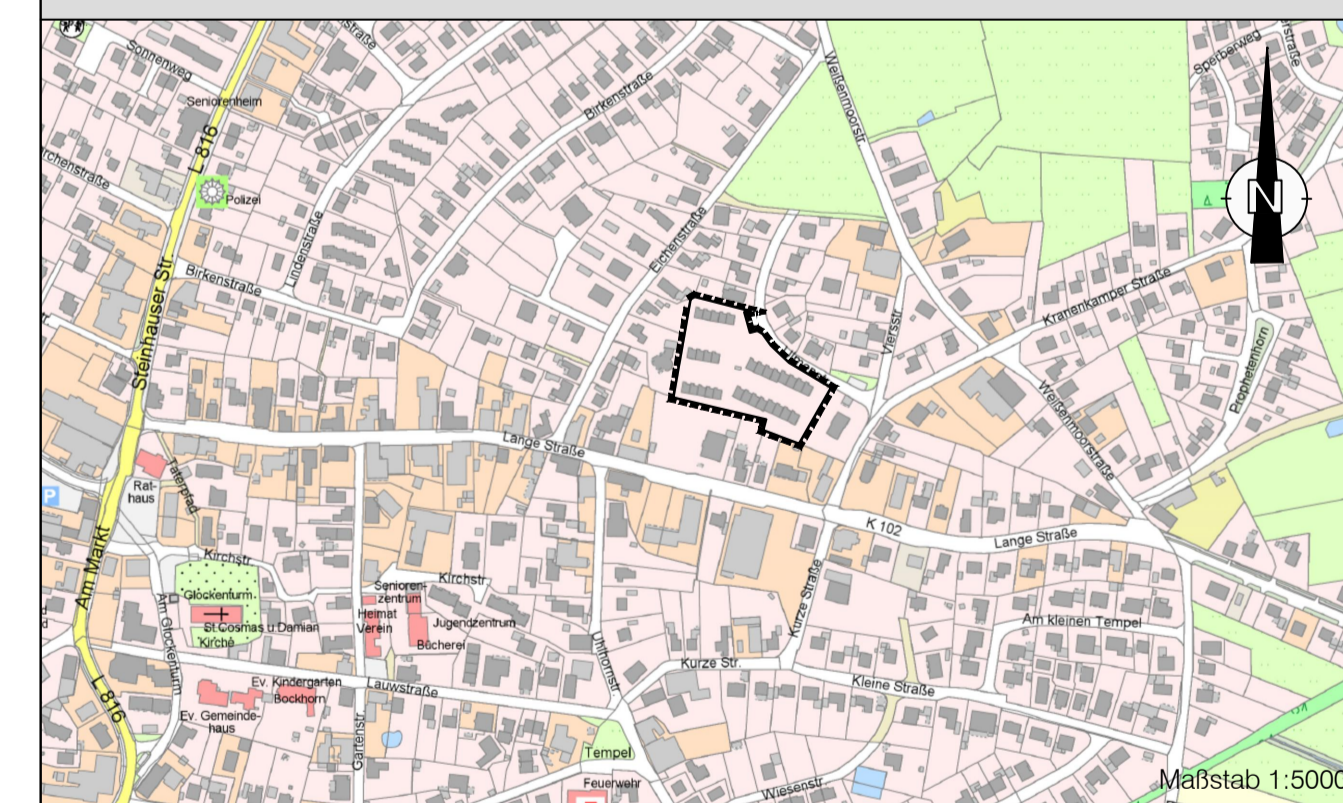 Sonnenweg
Seniorenheim
L 816
Polizei
Birkenstraße
Weißenmoorstr.
Sperberweg
Lindenstraße
Eichenstraße
N
Birkenstraße
Steinhauser Str.
Kranenkamper Straße
Prophetenhorn
Weißenmoorstraße
Lange Straße
K 102
Lange Straße
P
Rat-
haus
Am Markt
Kirchstr.
Glockenturm
St.Cosmas u Damian
Kirche
Am Glockenturm
Senioren-
zentrum
Kirchstr.
Heimat
Verein
Jugendzentrum
Bücherei
Kurze Straße
Am kleinen Tempel
Kurze Str.
Kleine Straße
Ev. Kindergarten
Bockhorn
Lauwstraße
L 816
Ev. Gemeinde-
haus
Gartenstr.
Tempel
Feuerwehr
Wiesenstr
Maßstab 1:5000